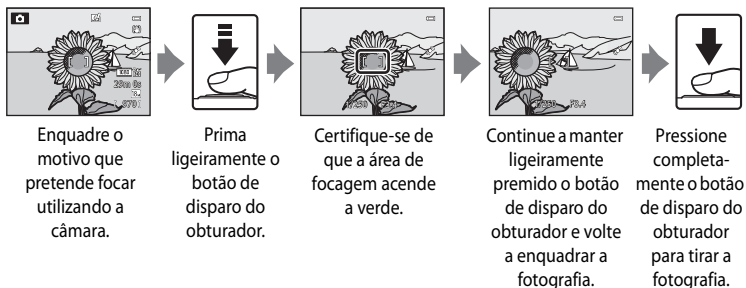 29m 0s
1/250 F3.4
Enquadre o
motivo que
pretende focar
utilizando a
câmara.
Prima
ligeiramente o
botão de
disparo do
obturador.
Certifique-se de
que a área de
focagem acende
a verde.
Continue a manter
ligeiramente
premido o botão
de disparo do
obturador e volte
a enquadrar a
fotografia.
Pressione
completa-
mente o botão
de disparo do
obturador
para tirar a
fotografia.